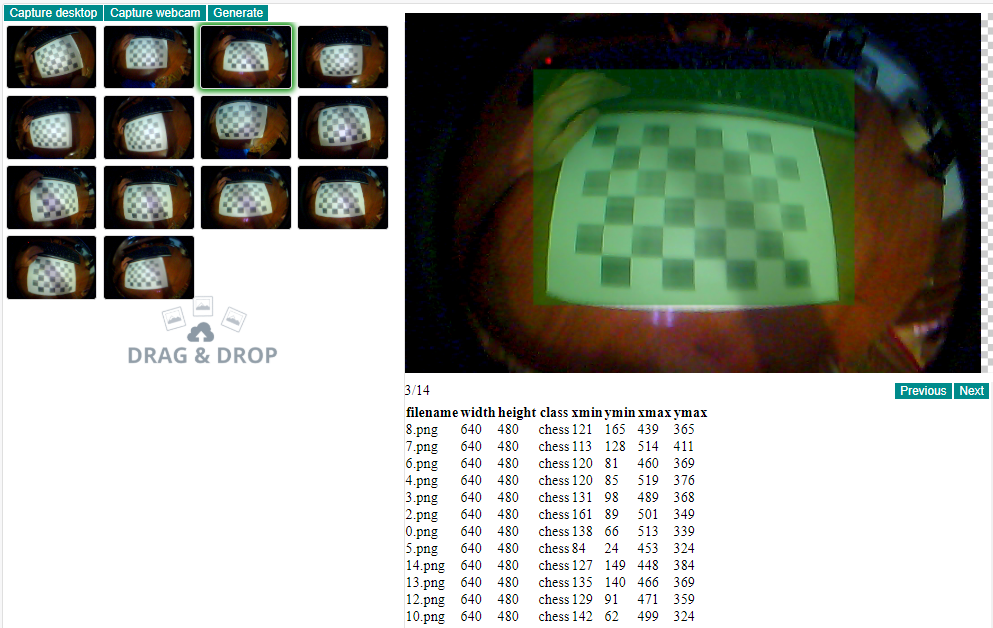 Capture desktop Capture webcam Generate
DRAG & DROP
3/14
Previous Next
filename width height class xmin ymin xmax ymax
8.png 640 480 chess 121 165 439 365
7.png 640 480 chess 113 128 514 411
6.png 640 480 chess 120 81 460 369
4.png 640 480 chess 120 85 519 376
3.png 640 480 chess 131 98 489 368
2.png 640 480 chess 161 89 501 349
0.png 640 480 chess 138 66 513 339
5.png 640 480 chess 84 24 453 324
14.png 640 480 chess 127 149 448 384
13.png 640 480 chess 135 140 466 369
12.png 640 480 chess 129 91 471 359
10.png 640 480 chess 142 62 499 324